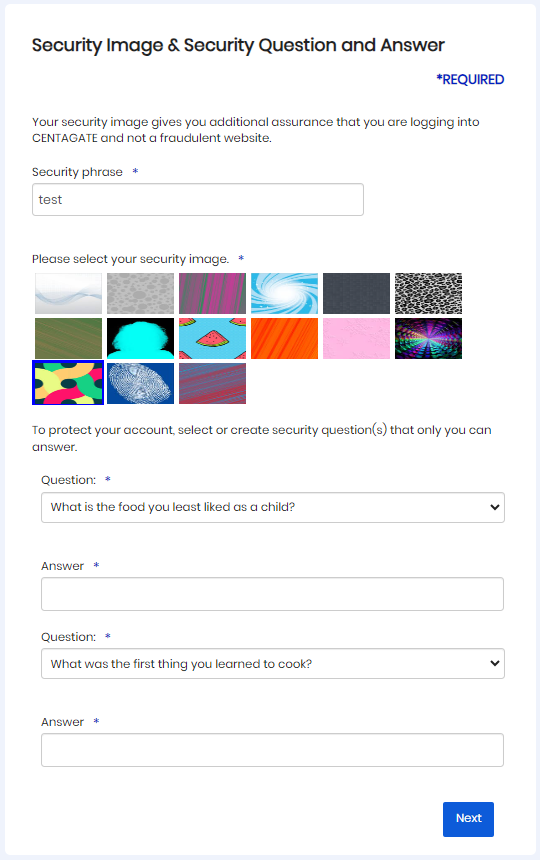 Security Image & Security Question and Answer
*REQUIRED
Your security image gives you additional assurance that you are logging into
CENTAGATE and not a fraudulent website.
Security phrase *
test
Please select your security image. *
To protect your account, select or create security question(s) that only you can
answer.
Question: *
What is the food you least liked as a child?
Answer *
Question: *
What was the first thing you learned to cook?
Answer *
Next